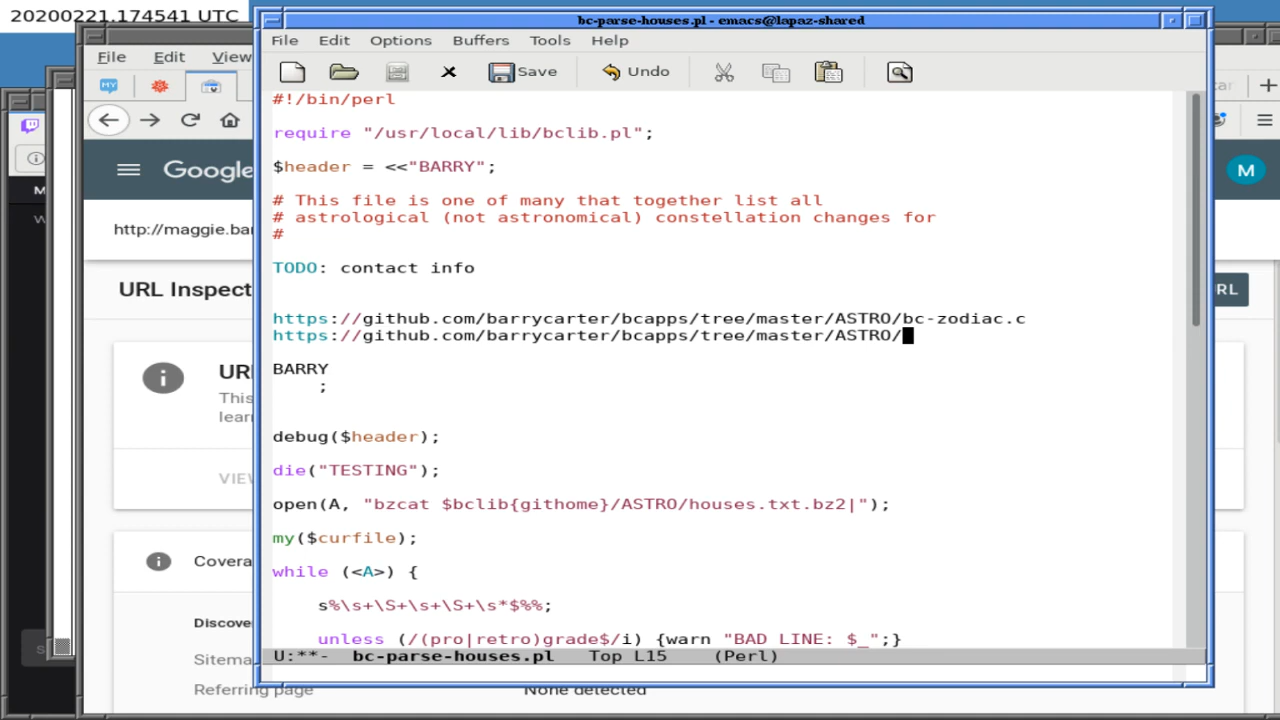 20200221.174541 UTC
bc-parse-houses.pl - emacs@lapaz-shared
File Edit Options Buffers Tools Help
Save Undo
#!/bin/perl
require "/usr/local/lib/bclib.pl";
$header = <<"BARRY";
# This file is one of many that together list all
# astrological (not astronomical) constellation changes for
#
TODO: contact info
https://github.com/barrycarter/bcapps/tree/master/ASTRO/bc-zodiac.c
https://github.com/barrycarter/bcapps/tree/master/ASTRO/
BARRY
;
debug($header);
die("TESTING");
open(A, "bzcat $bclib{githome}/ASTRO/houses.txt.bz2|");
my($curfile);
while (<A>) {
s%\s+\S+\s+\S+\s*$%%;
unless (/(pro|retro)grade$/i) {warn "BAD LINE: $_";}
U:**- bc-parse-houses.pl Top L15 (Perl)
File Edit View
Google
M
http://maggie.bar
URL Inspect
URL
This
lear
VIE
Covera
Discove
Sitema
Referring page None detected